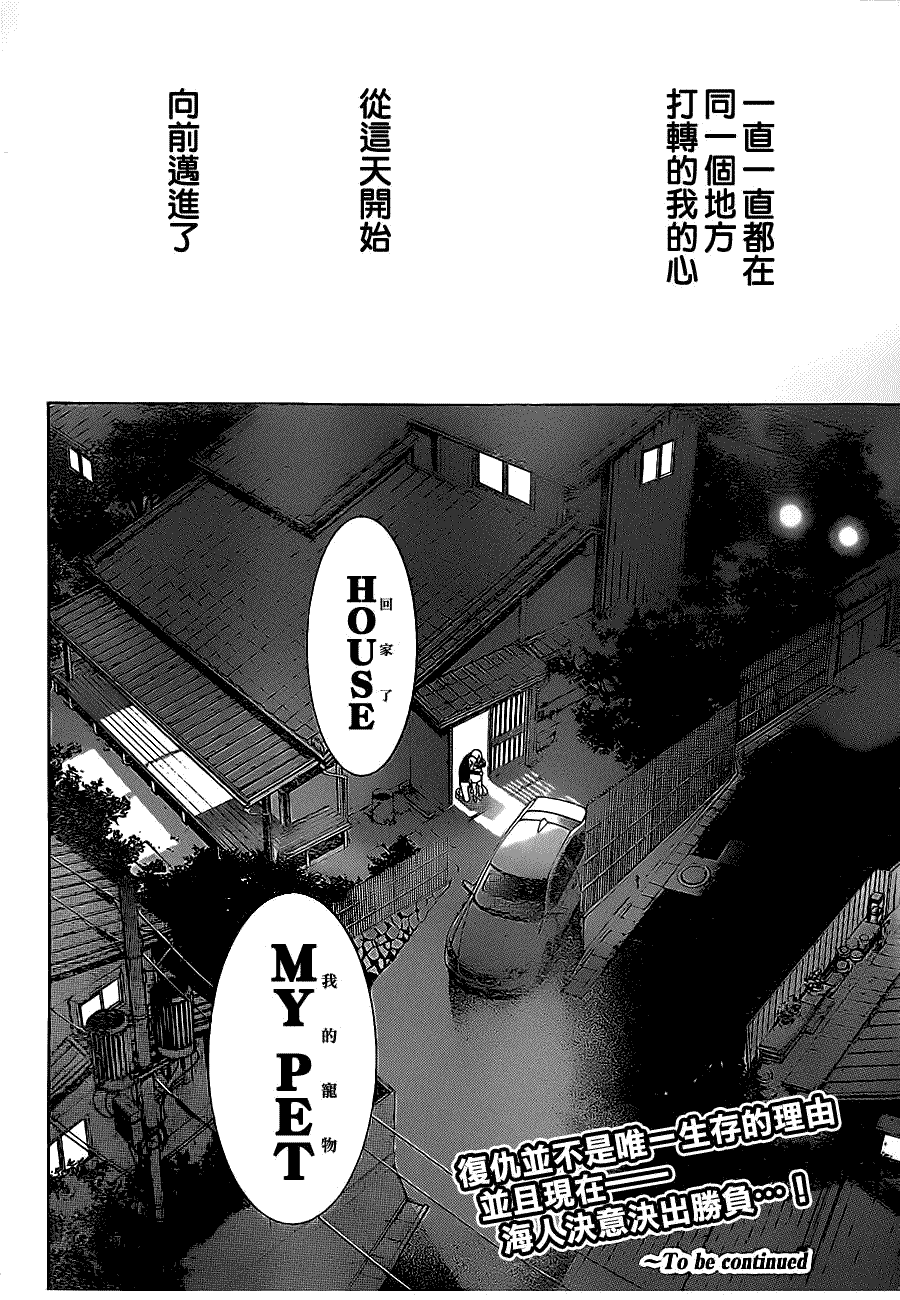 一直一直都在
同一個地方
打轉的我的心
從這天開始
向前邁進了
HOUSE
回家了
MY PET
我的寵物
復仇並不是唯一生存的理由
並且現在——
海人決意決出勝負…！
~To be continued